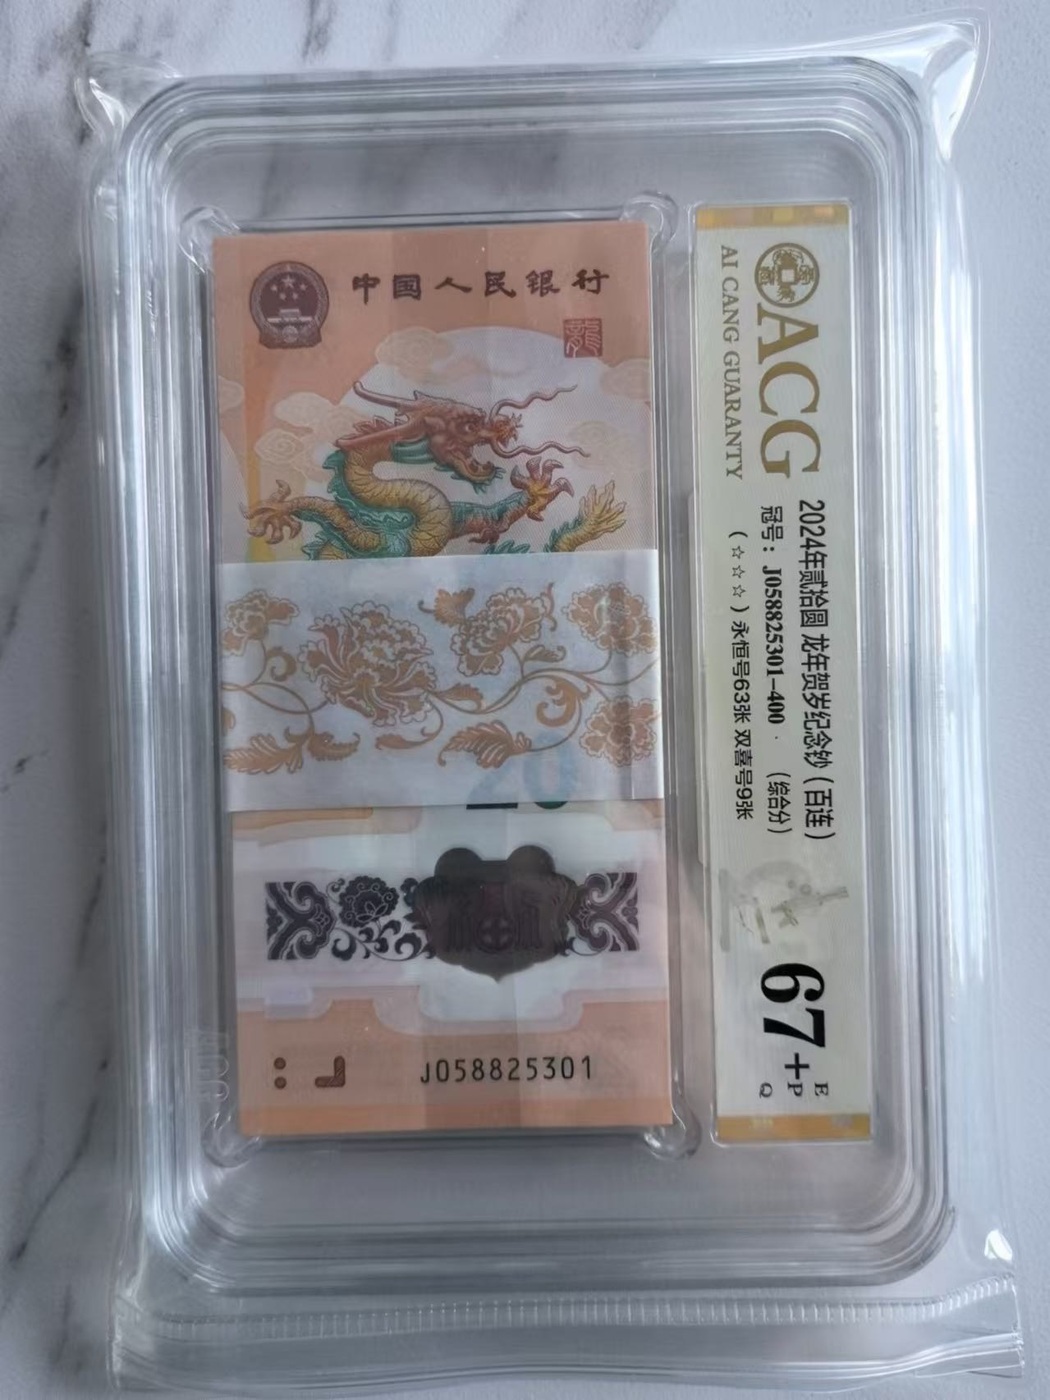 中国人民银行
龍
20
J058825301
ACG
AI CANG GUARANTY
2024年贰拾圆 龙年贺岁纪念钞（百连）
冠号：J058825301-400 （综合分）
（☆☆☆）永恒号63张 双喜号9张
67+
E
P
Q